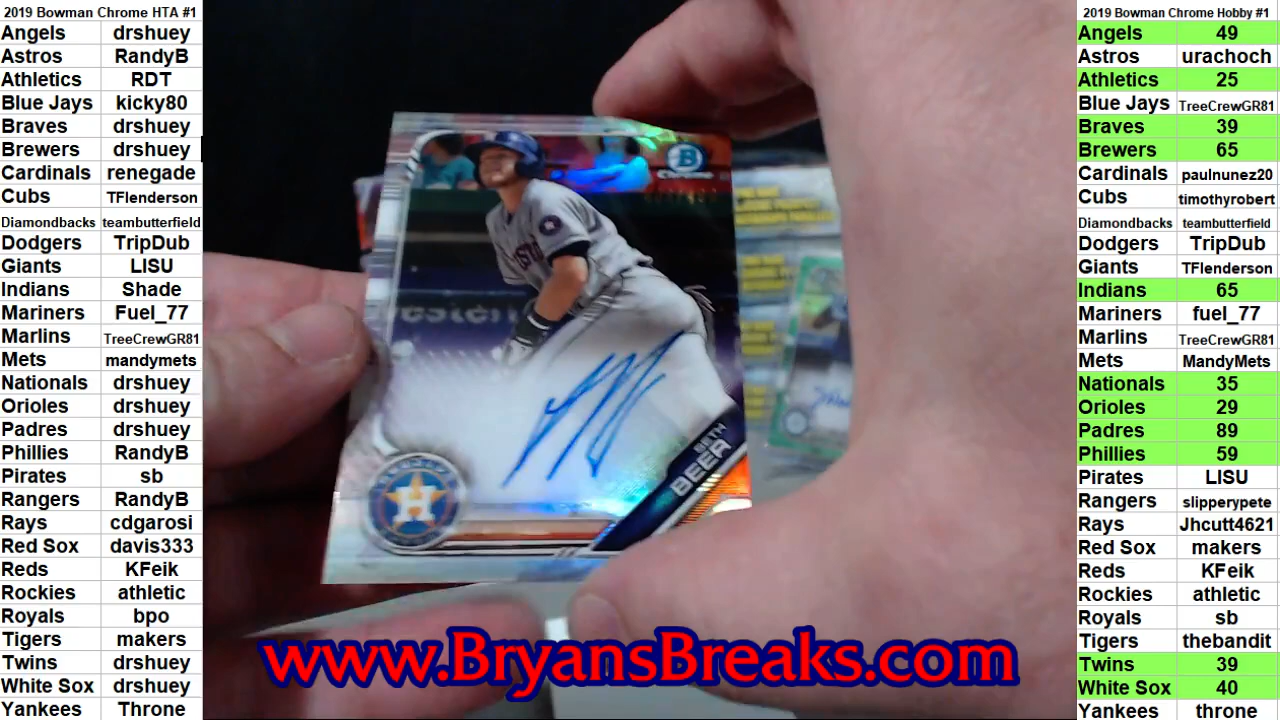 2019 Bowman Chrome HTA #1
Angels drshuey
Astros RandyB
Athletics RDT
Blue Jays kicky80
Braves drshuey
Brewers drshuey
Cardinals renegade
Cubs TFlenderson
Diamondbacks teambutterfield
Dodgers TripDub
Giants LISU
Indians Shade
Mariners Fuel_77
Marlins TreeCrewGR81
Mets mandymets
Nationals drshuey
Orioles drshuey
Padres drshuey
Phillies RandyB
Pirates sb
Rangers RandyB
Rays cdgarosi
Red Sox davis333
Reds KFeik
Rockies athletic
Royals bpo
Tigers makers
Twins drshuey
White Sox drshuey
Yankees Throne
B
Chrome
SETH
BEER
H
www.BryansBreaks.com
2019 Bowman Chrome Hobby #1
Angels 49
Astros urachoch
Athletics 25
Blue Jays TreeCrewGR81
Braves 39
Brewers 65
Cardinals paulnunez20
Cubs timothyrobert
Diamondbacks teambutterfield
Dodgers TripDub
Giants TFlenderson
Indians 65
Mariners fuel_77
Marlins TreeCrewGR81
Mets MandyMets
Nationals 35
Orioles 29
Padres 89
Phillies 59
Pirates LISU
Rangers slipperypete
Rays Jhcutt4621
Red Sox makers
Reds KFeik
Rockies athletic
Royals sb
Tigers thebandit
Twins 39
White Sox 40
Yankees throne